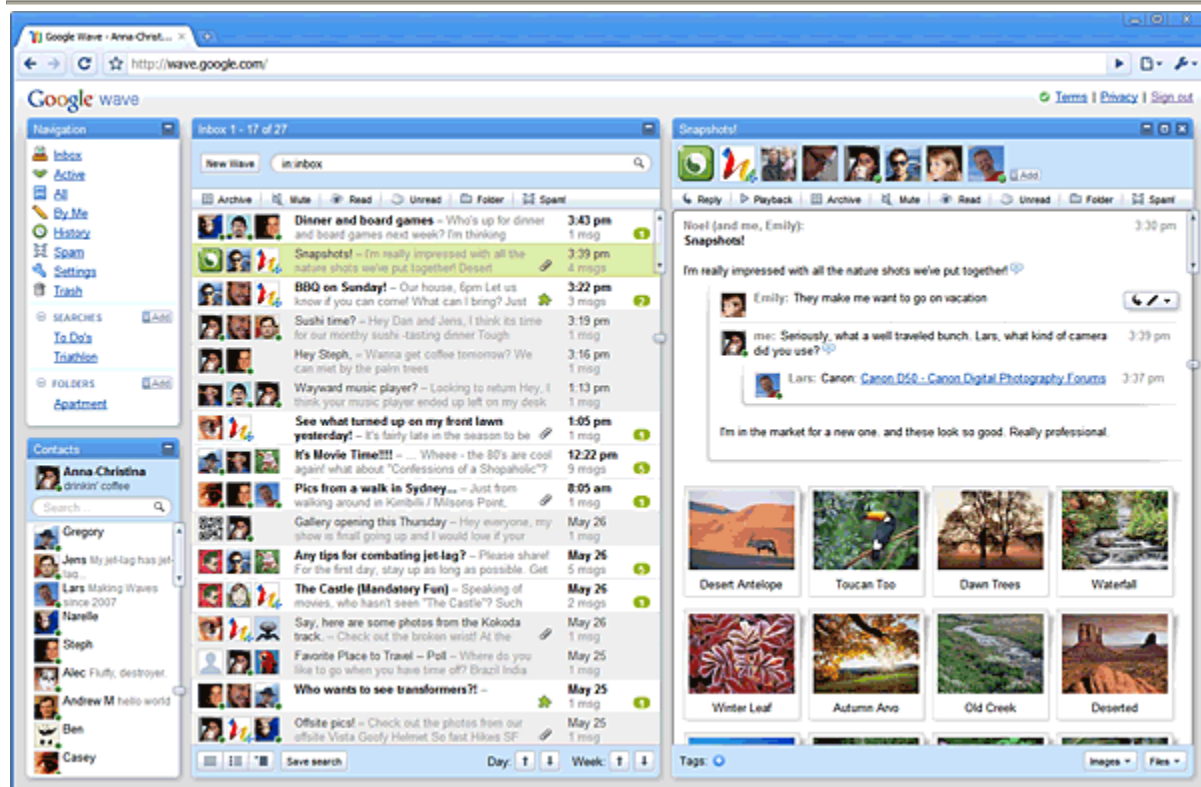 Google Wave - Anna-Christ...
http://wave.google.com/
Google wave
Terms | Privacy | Sign out
Navigation
Inbox
Active
All
By Me
History
Spam
Settings
Trash
SEARCHES Add
To Do's
Triathlon
FOLDERS Add
Apartment
Contacts
Anna-Christina
drinkin' coffee
Search...
Gregory
Jens My jet-lag has jet-
lag...
Lars Making Waves
since 2007
Narelle
Steph
Alec Fluffy, destroyer.
Andrew M hello world
Ben
Casey
Inbox 1 - 17 of 27
New Wave in:inbox
Archive Mute Read Unread Folder Spam!
Dinner and board games – Who's up for dinner 3:43 pm
and board games next week? I'm thinking 1 msg 1
Snapshots! – I'm really impressed with all the 3:39 pm
nature shots we've put together! Desert 4 msgs
BBQ on Sunday! – Our house, 6pm Let us 3:22 pm
know if you can come! What can I bring? Just 3 msgs 2
Sushi time? – Hey Dan and Jens, I think its time 3:19 pm
for our monthy sushi -tasting dinner Tough 1 msg
Hey Steph, – Wanna get coffee tomorrow? We 3:16 pm
can met by the palm trees 1 msg
Wayward music player? – Looking to return Hey, I 1:13 pm
think your music player ended up left on my desk 1 msg
See what turned up on my front lawn 1:05 pm
yesterday! – It's fairly late in the season to be 1 msg 1
It's Movie Time!!!! – ... Wheee - the 80's are cool 12:22 pm
again! what about "Confessions of a Shopaholic"? 9 msgs
Pics from a walk in Sydney... – Just from 8:05 am
walking around in Kirribilli / Milsons Point, 1 msg 1
Gallery opening this Thursday – Hey everyone, my May 26
show is finall going up and I would love if your 1 msg
Any tips for combating jet-lag? – Please share! May 26
For the first day, stay up as long as possible. Get 5 msgs
The Castle (Mandatory Fun) – Speaking of May 26
movies, who hasn't seen "The Castle"? Such 2 msgs 1
Say, here are some photos from the Kokoda May 26
track. – Check out the broken wrist! At the 1 msg
Favorite Place to Travel – Poll – Where do you May 25
like to go when you have time off? Brazil India 1 msg
Who wants to see transformers?! – May 25
1 msg 1
Offsite pics! – Check out the photos from our May 25
offsite Vista Goofy Helmet So fast Hikes SF 1 msg
Save search Day: Week:
Snapshots!
Add
Reply Playback Archive Mute Read Unread Folder Spam!
Noel (and me, Emily): 3:30 pm
Snapshots!
I'm really impressed with all the nature shots we've put together!
Emily: They make me want to go on vacation
me: Seriously, what a well traveled bunch. Lars, what kind of camera 3:39 pm
did you use?
Lars: Canon: Canon D50 - Canon Digital Photography Forums 3:37 pm
I'm in the market for a new one. and these look so good. Really professional.
Desert Antelope Toucan Too Dawn Trees Waterfall
Winter Leaf Autumn Arvo Old Creek Deserted
Tags: Images Files